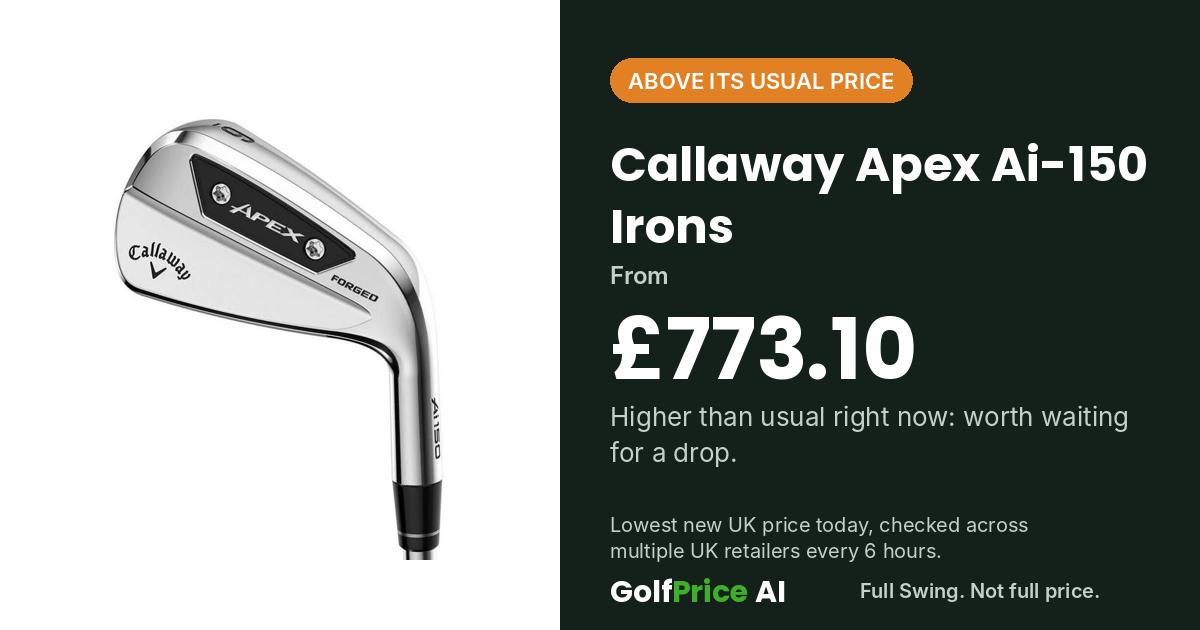 6
APEX
Callaway
FORGED
Ai150
ABOVE ITS USUAL PRICE
Callaway Apex Ai-150
Irons
From
£773.10
Higher than usual right now: worth waiting
for a drop.
Lowest new UK price today, checked across
multiple UK retailers every 6 hours.
GolfPrice AI
Full Swing. Not full price.